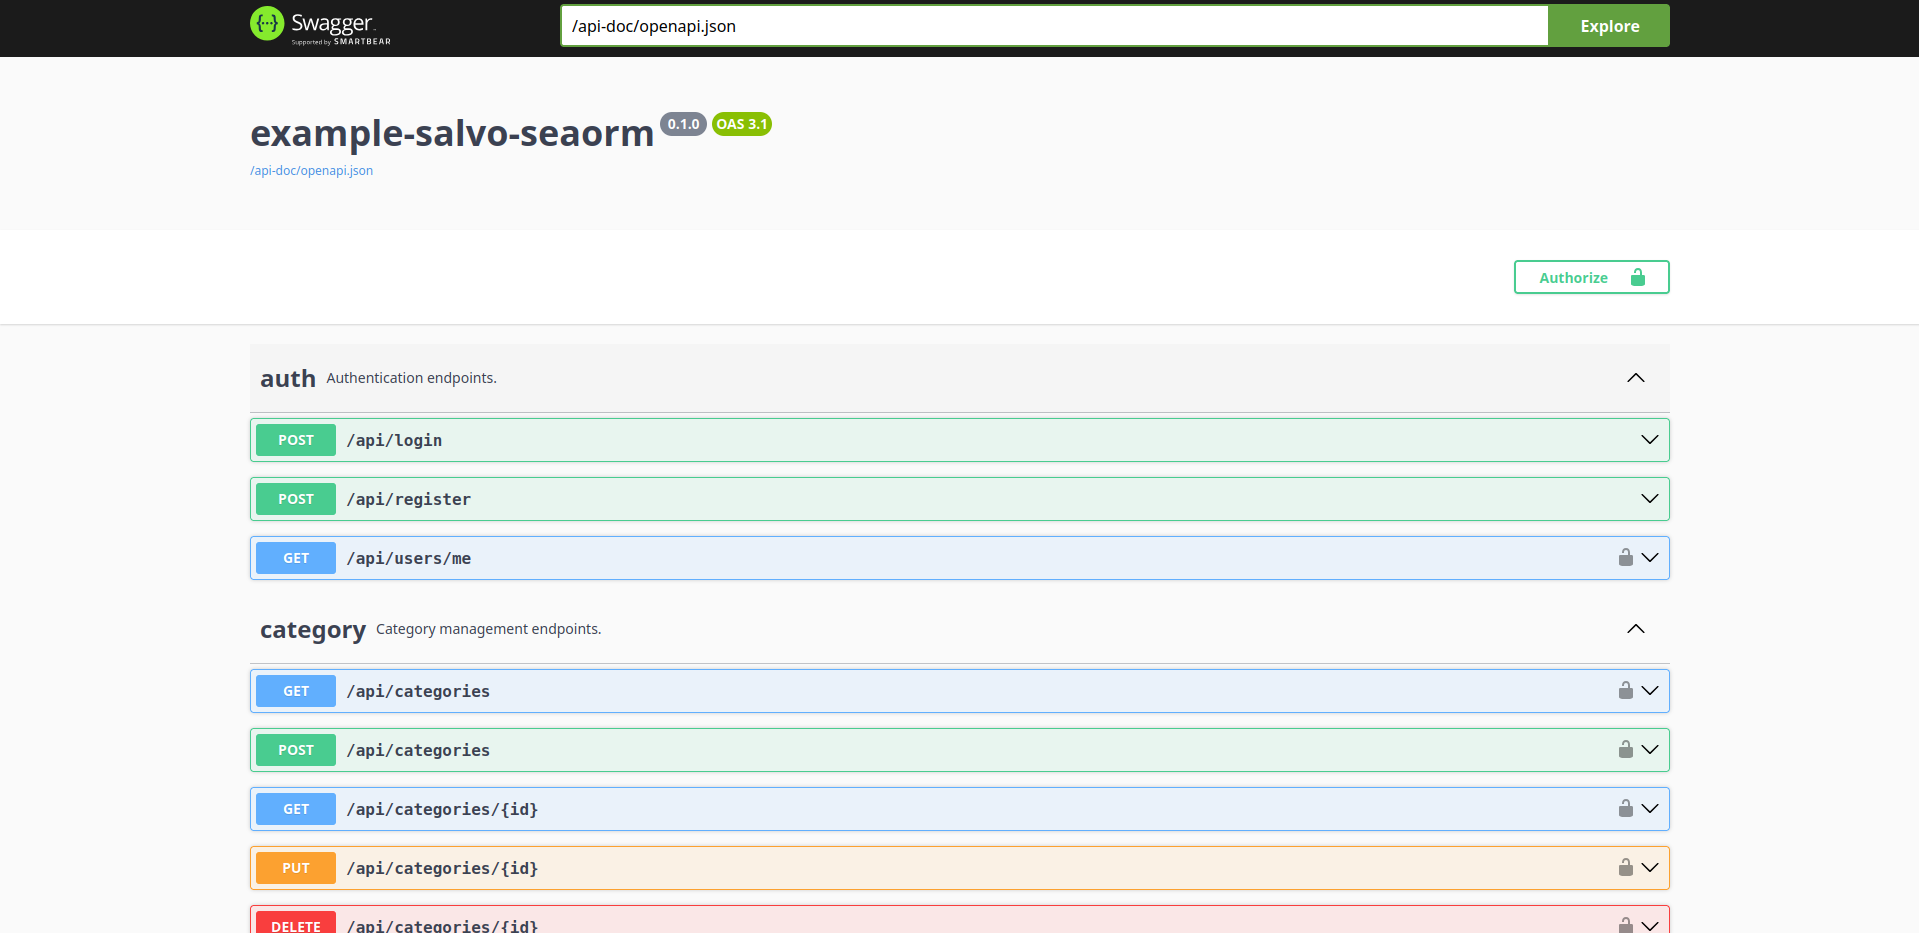 {···} Swagger
Supported by SMARTBEAR
/api-doc/openapi.json
Explore
example-salvo-seaorm 0.1.0 OAS 3.1
/api-doc/openapi.json
Authorize
auth Authentication endpoints.
POST /api/login
POST /api/register
GET /api/users/me
category Category management endpoints.
GET /api/categories
POST /api/categories
GET /api/categories/{id}
PUT /api/categories/{id}
DELETE /api/categories/{id}